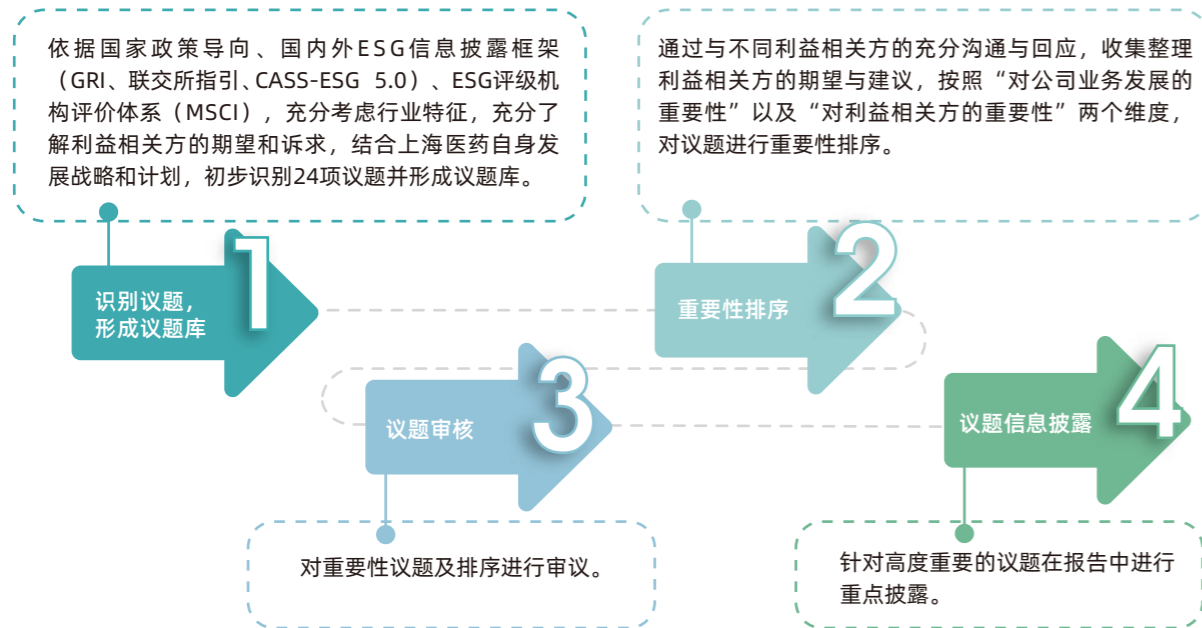 依据国家政策导向、国内外ESG信息披露框架
（GRI、联交所指引、CASS-ESG 5.0）、ESG评级机
构评价体系（MSCI），充分考虑行业特征，充分了
解利益相关方的期望和诉求，结合上海医药自身发
展战略和计划，初步识别24项议题并形成议题库。
1
识别议题，
形成议题库
通过与不同利益相关方的充分沟通与回应，收集整理
利益相关方的期望与建议，按照“对公司业务发展的
重要性”以及“对利益相关方的重要性”两个维度，
对议题进行重要性排序。
2
重要性排序
3
议题审核
对重要性议题及排序进行审议。
4
议题信息披露
针对高度重要的议题在报告中进行
重点披露。